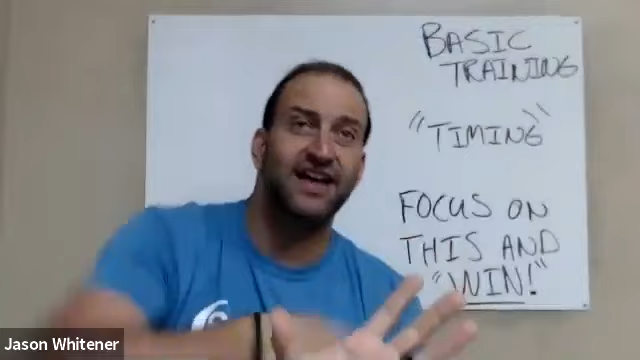 BASIC
TRAINING
"TIMING"
FOCUS ON
THIS AND
"WIN!"
Jason Whitener